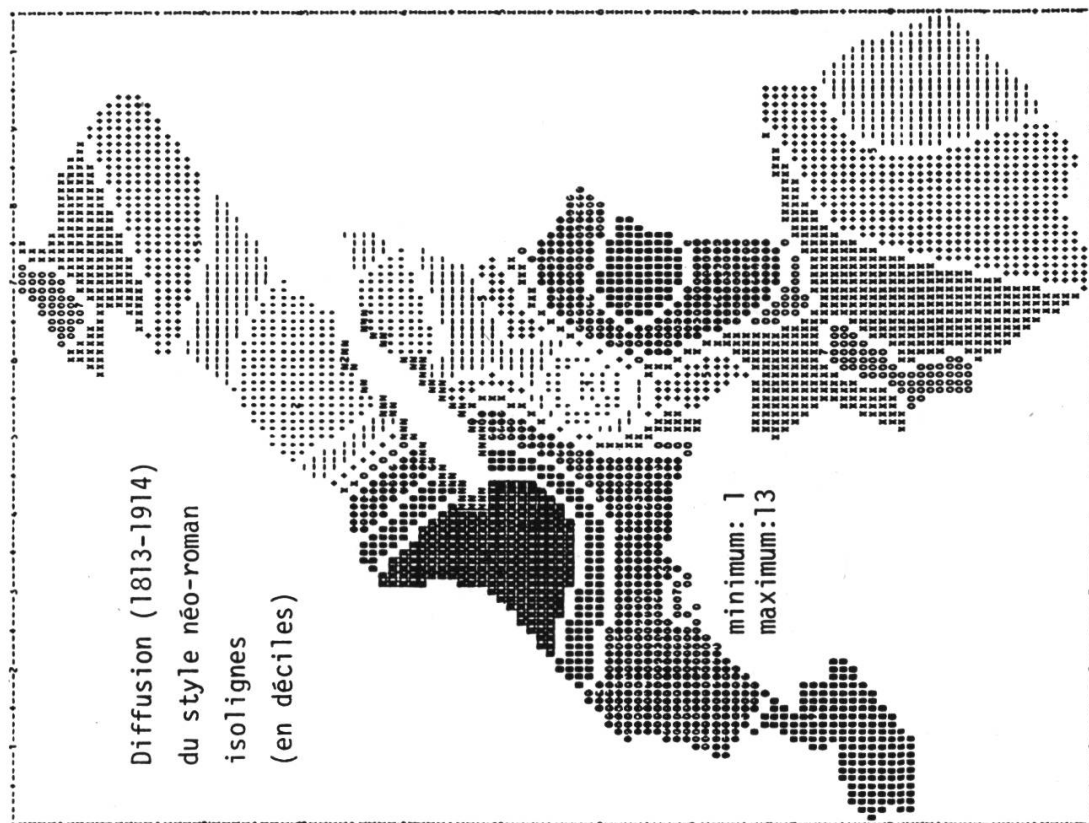 Diffusion (1813-1914)
du style néo-roman
isolignes
(en déciles)
minimum: 1
maximum:13